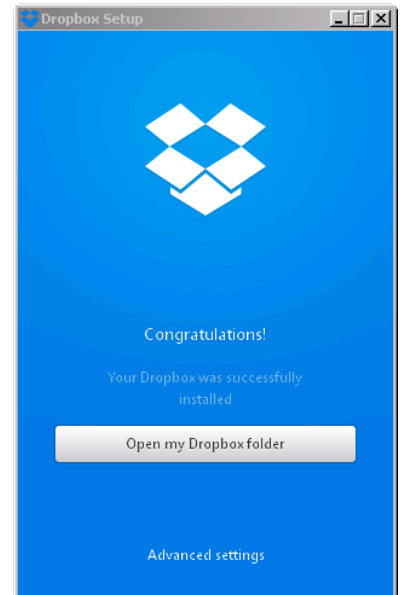 Dropbox Setup
Congratulations!
Your Dropbox was successfully
installed
Open my Dropbox folder
Advanced settings